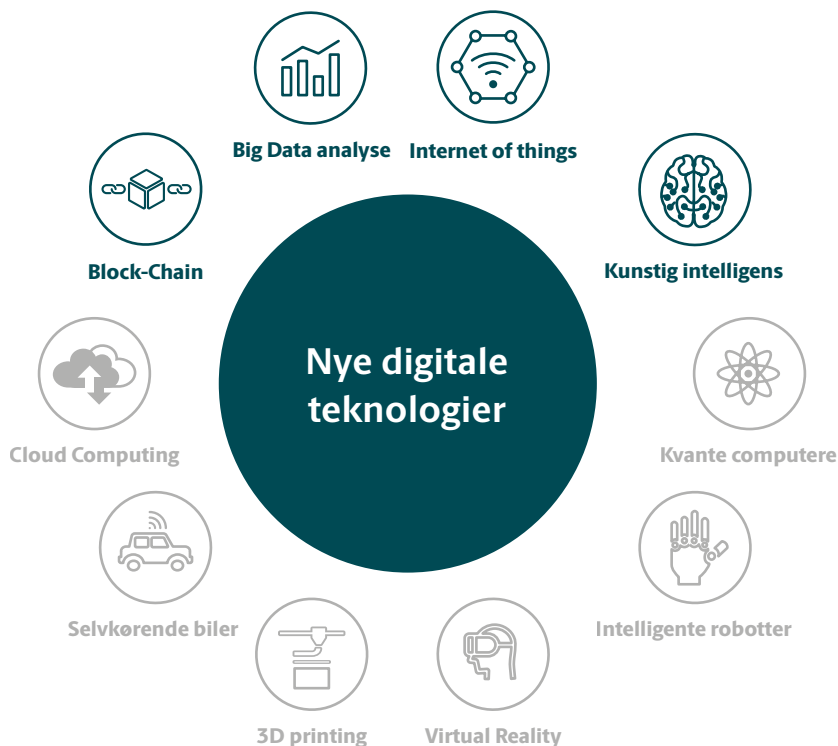 Big Data analyse
Internet of things
Block-Chain
Kunstig intelligens
Nye digitale
teknologier
Cloud Computing
Kvante computere
Selvkørende biler
Intelligente robotter
3D printing
Virtual Reality